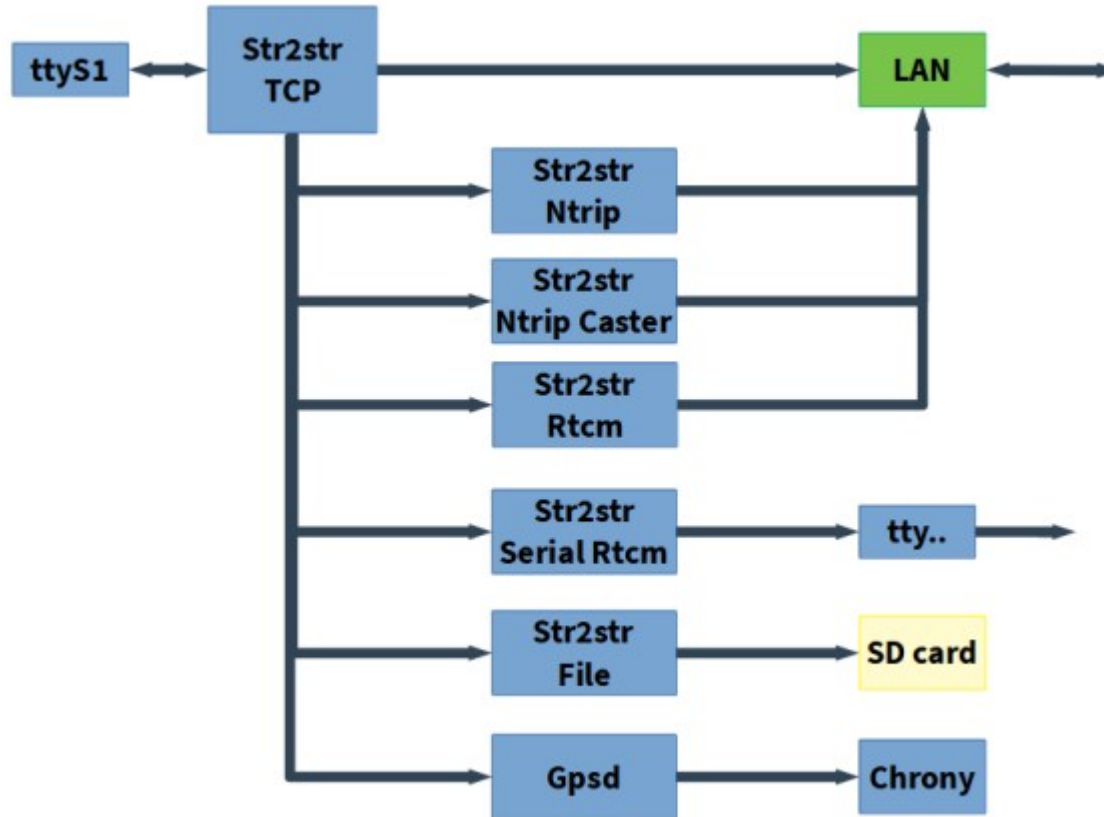 ttyS1
Str2str
TCP
LAN
Str2str
Ntrip
Str2str
Ntrip Caster
Str2str
Rtcm
Str2str
Serial Rtcm
tty..
Str2str
File
SD card
Gpsd
Chrony